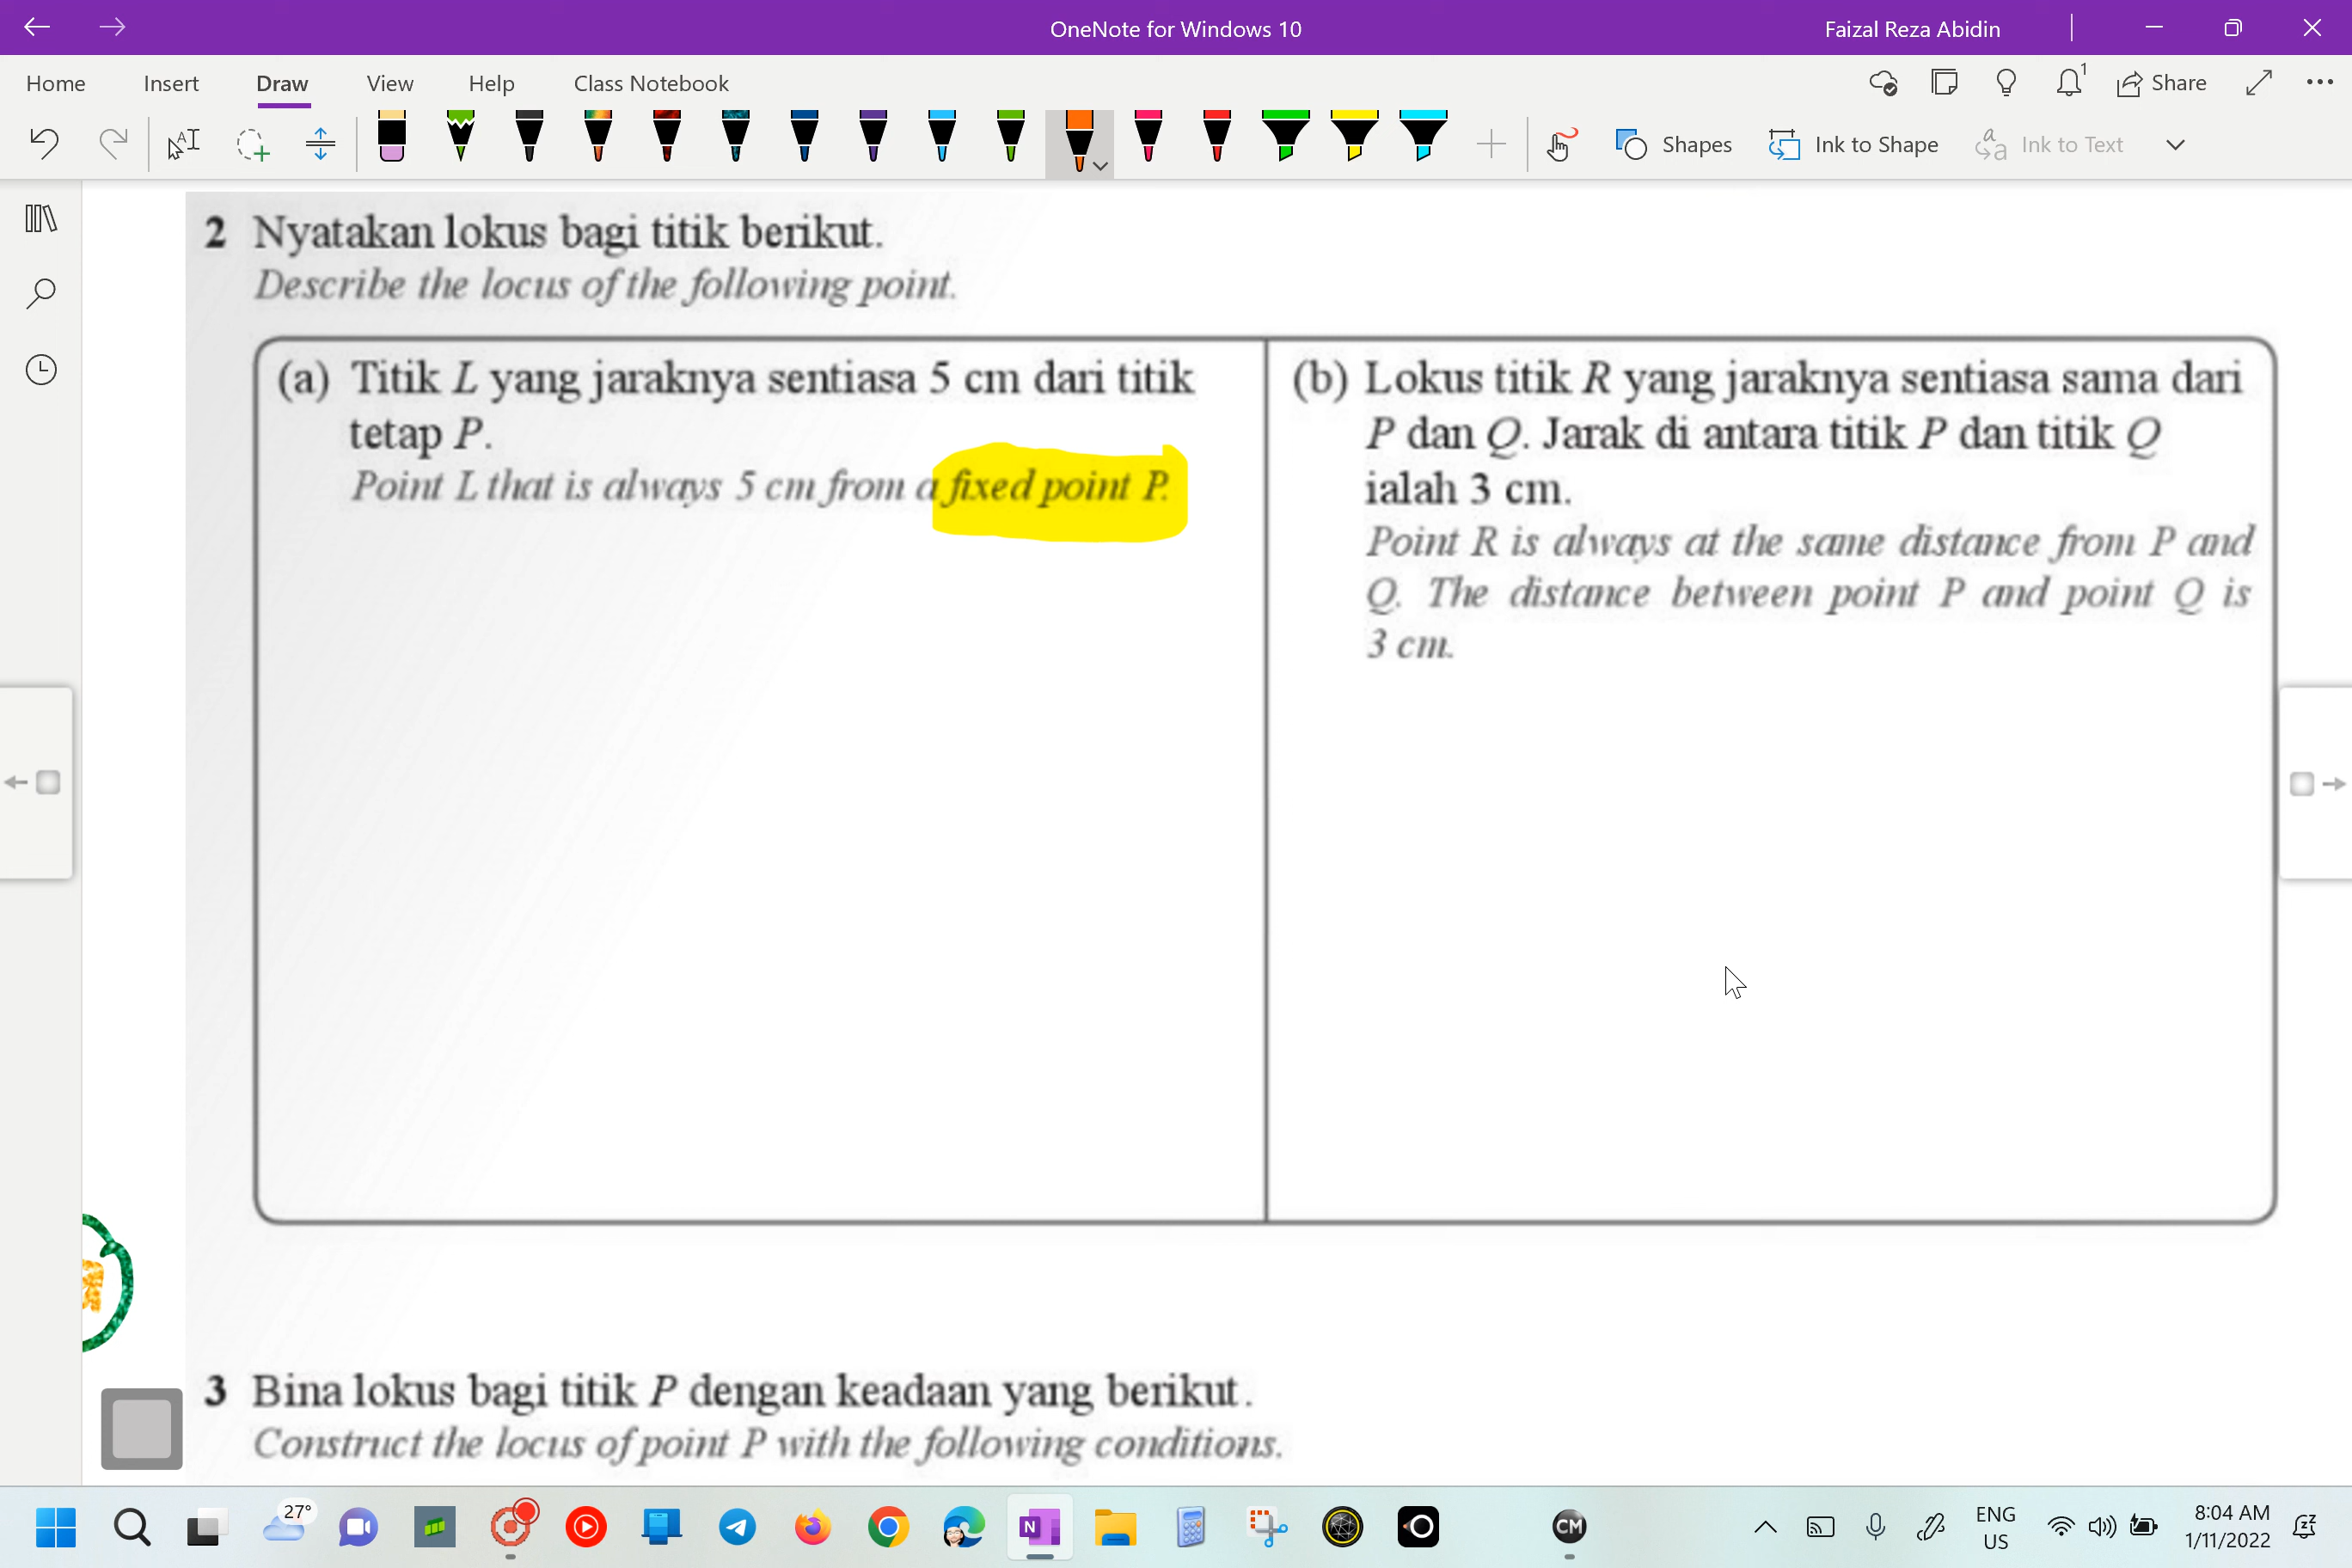 OneNote for Windows 10
Faizal Reza Abidin
Home Insert Draw View Help Class Notebook
1
Share
Shapes Ink to Shape Ink to Text
2 Nyatakan lokus bagi titik berikut.
Describe the locus of the following point.
(a) Titik L yang jaraknya sentiasa 5 cm dari titik
tetap P.
Point L that is always 5 cm from a fixed point P.
(b) Lokus titik R yang jaraknya sentiasa sama dari
P dan Q. Jarak di antara titik P dan titik Q
ialah 3 cm.
Point R is always at the same distance from P and
Q. The distance between point P and point Q is
3 cm.
3 Bina lokus bagi titik P dengan keadaan yang berikut.
Construct the locus of point P with the following conditions.
27°
N
CM
ENG
US
8:04 AM
1/11/2022